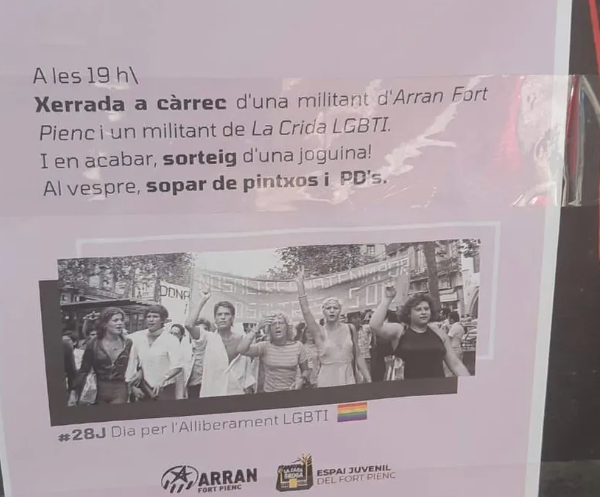 A les 19 h\
Xerrada a càrrec d'una militant d'Arran Fort
Pienc i un militant de La Crida LGBTI.
I en acabar, sorteig d'una joguina!
Al vespre, sopar de pintxos i PD's.
DONA
#28J Dia per l'Alliberament LGBTI
ARRAN
FORT PIENC
ESPAI JUVENIL
DEL FORT PIENC